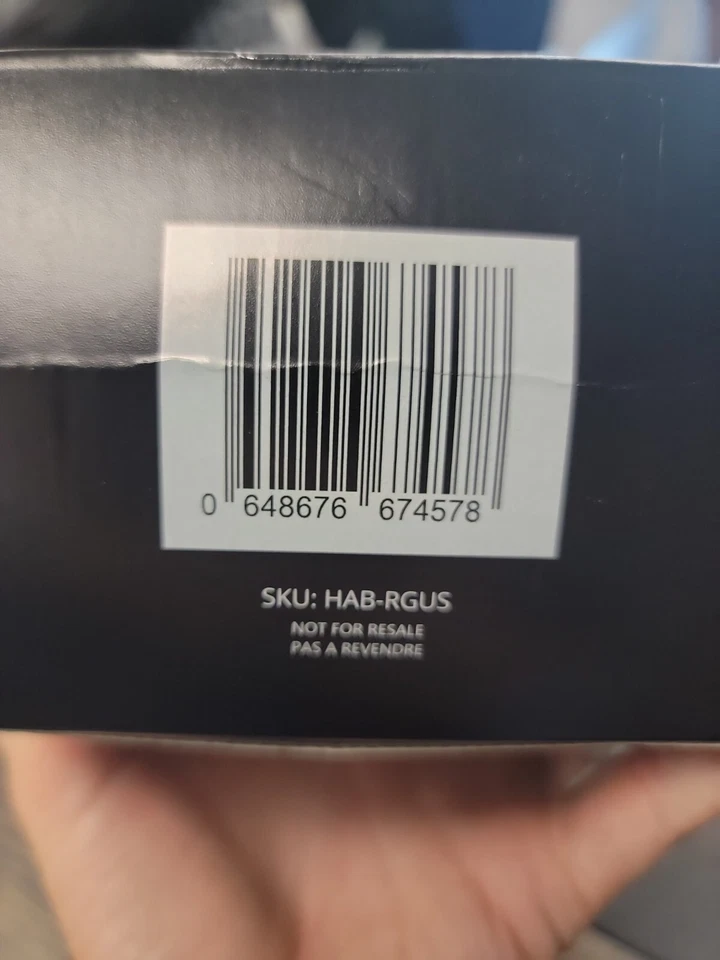 0 648676 674578
SKU: HAB-RGUS
NOT FOR RESALE
PAS A REVENDRE